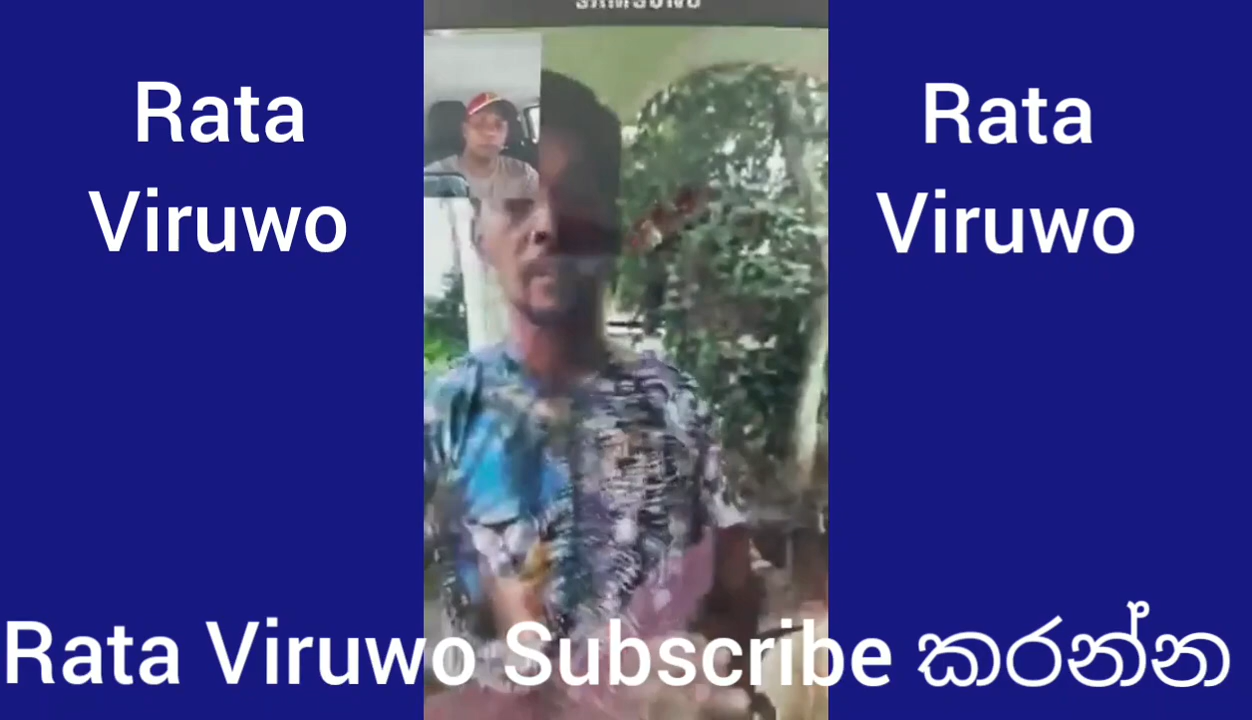 SAMSUNG
Rata
Viruwo
Rata
Viruwo
Rata Viruwo Subscribe කරන්න